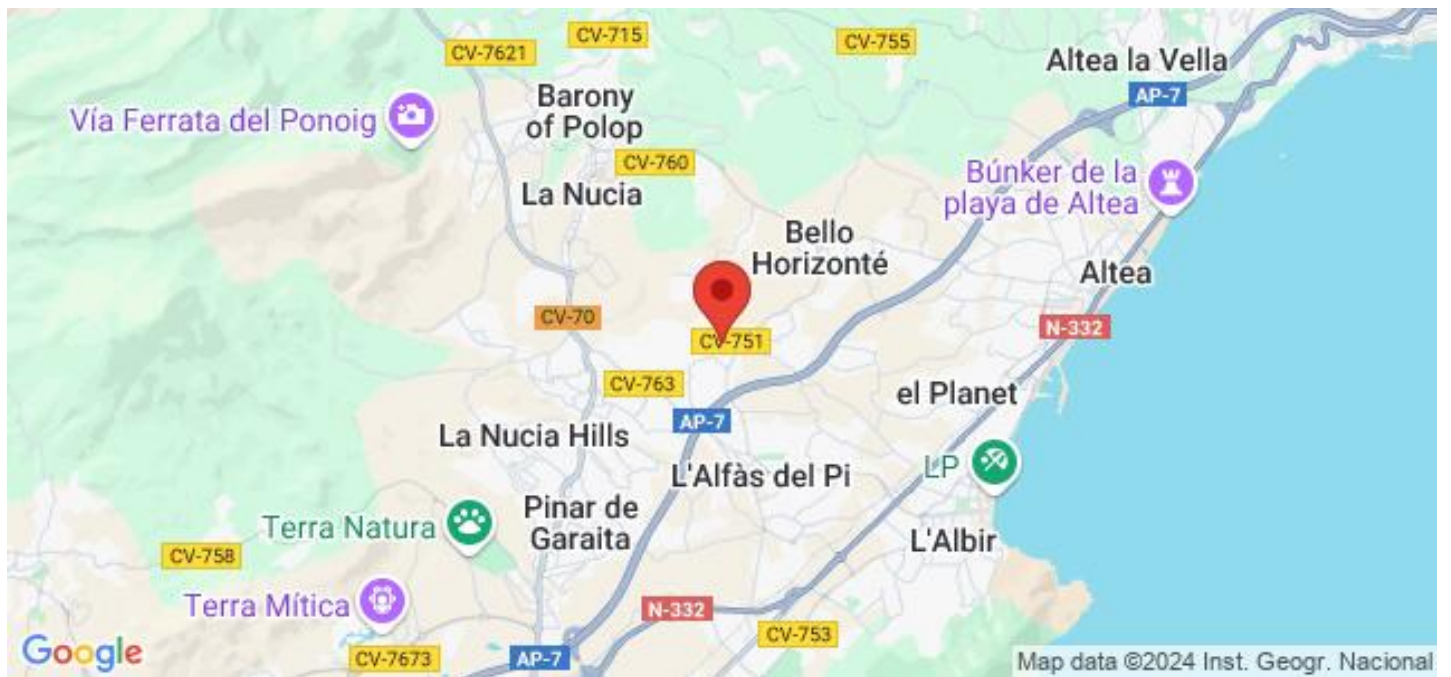 CV-715
CV-755
CV-7621
Altea la Vella
AP-7
Barony
of Polop
Vía Ferrata del Ponoig
CV-760
Búnker de la
playa de Altea
La Nucia
Bello
Horizonté
Altea
CV-70
N-332
CV-751
CV-763
el Planet
AP-7
La Nucia Hills
LP
L'Alfàs del Pi
Pinar de
Garaita
Terra Natura
L'Albir
CV-758
Terra Mítica
N-332
CV-753
Google
CV-7673
AP-7
Map data ©2024 Inst. Geogr. Nacional